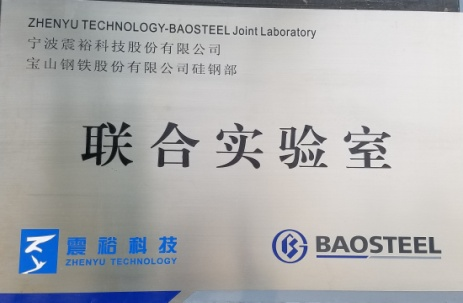 ZHENYU TECHNOLOGY-BAOSTEEL Joint Laboratory
宁波震裕科技股份有限公司
宝山钢铁股份有限公司硅钢部
联合实验室
震裕科技
ZHENYU TECHNOLOGY
BAOSTEEL